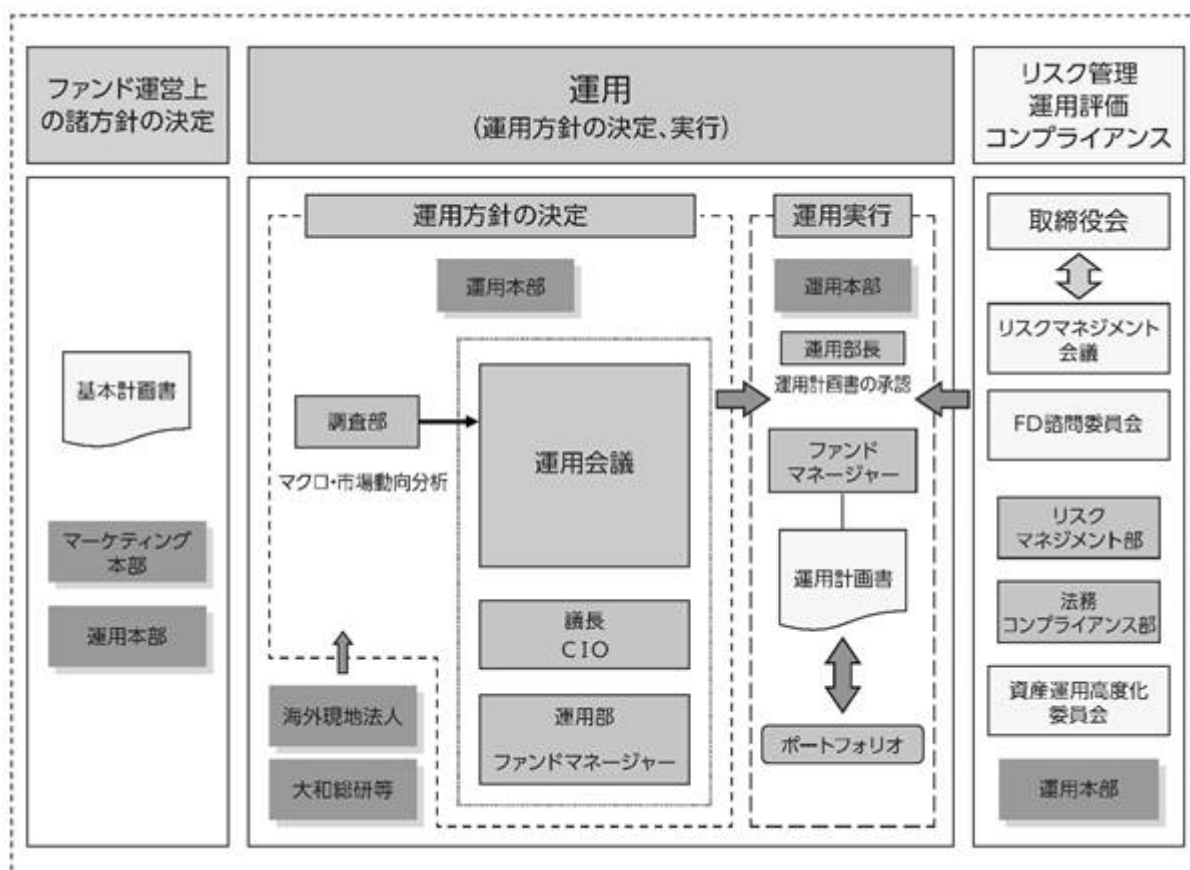 ファンド運営上
の諸方針の決定
基本計画書
マーケティング
本部
運用本部
運用
(運用方針の決定、実行)
運用方針の決定
運用本部
調査部
マクロ・市場動向分析
運用会議
議長
CIO
運用部
ファンドマネージャー
海外現地法人
大和総研等
運用実行
運用本部
運用部長
運用計画書の承認
ファンド
マネージャー
運用計画書
ポートフォリオ
リスク管理
運用評価
コンプライアンス
取締役会
リスクマネジメント
会議
FD諮問委員会
リスク
マネジメント部
法務
コンプライアンス部
資産運用高度化
委員会
運用本部